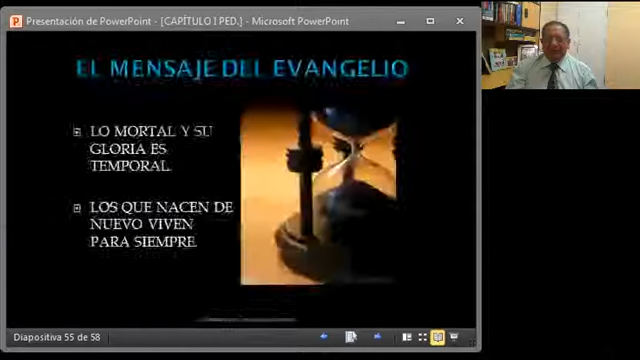 Presentación de PowerPoint - [CAPÍTULO I PED.] - Microsoft PowerPoint
EL MENSAJE DEL EVANGELIO
LO MORTAL Y SU
GLORIA ES
TEMPORAL.
LOS QUE NACEN DE
NUEVO VIVEN
PARA SIEMPRE
Diapositiva 55 de 58